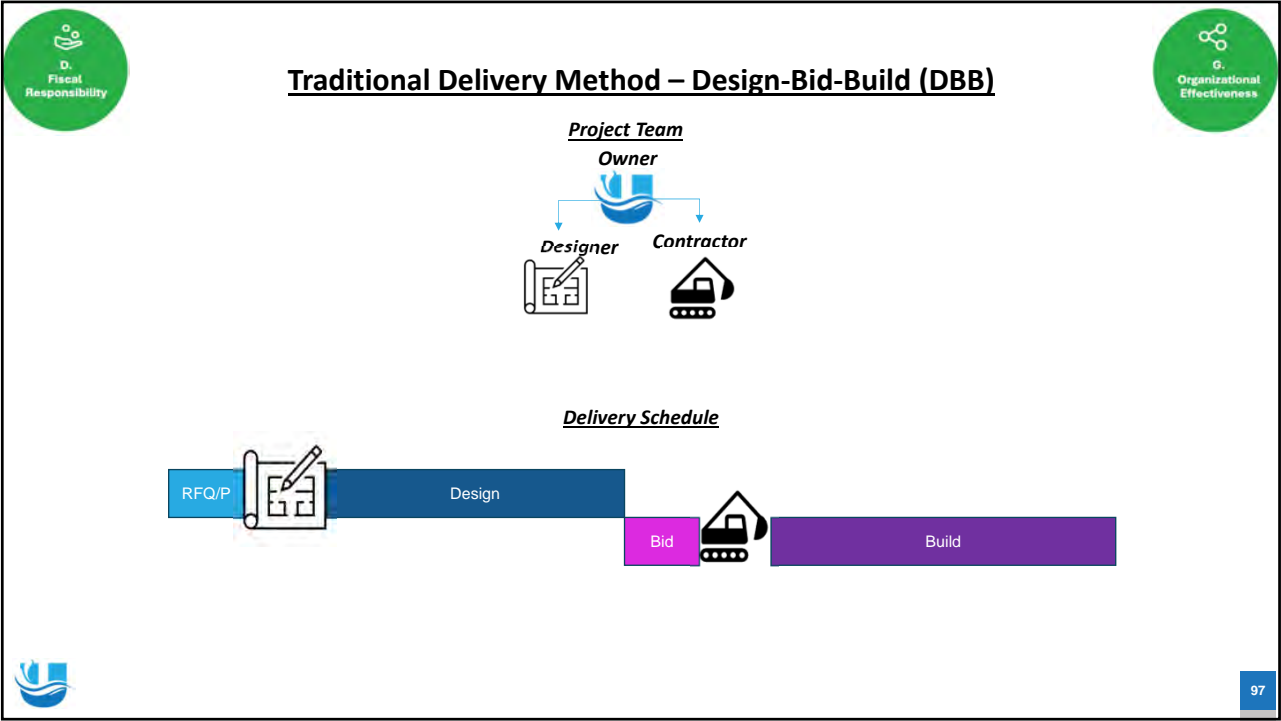 D.
Fiscal
Responsibility
G.
Organizational
Effectiveness
Traditional Delivery Method – Design-Bid-Build (DBB)
Project Team
Owner
Designer
Contractor
Delivery Schedule
RFQ/P
Design
Bid
Build
97